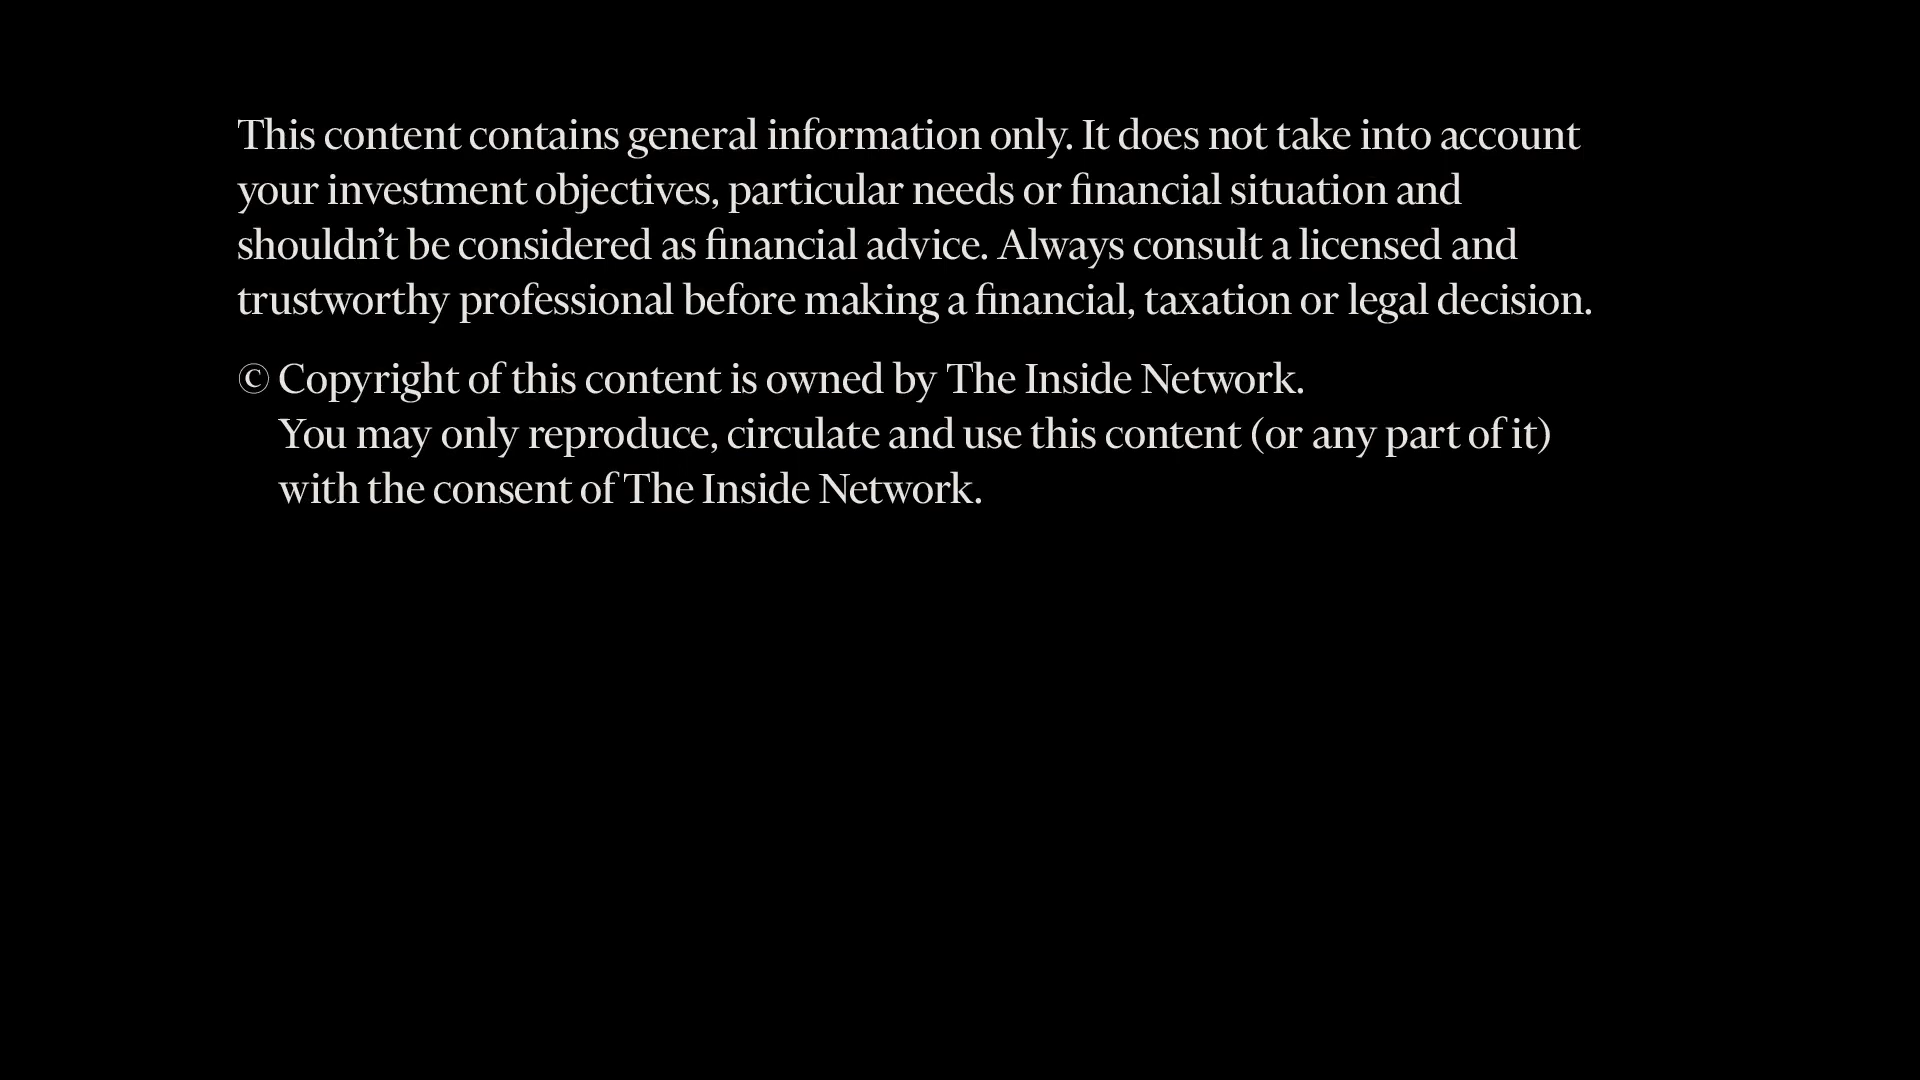 This content contains general information only. It does not take into account
your investment objectives, particular needs or financial situation and
shouldn’t be considered as financial advice. Always consult a licensed and
trustworthy professional before making a financial, taxation or legal decision.
© Copyright of this content is owned by The Inside Network.
You may only reproduce, circulate and use this content (or any part of it)
with the consent of The Inside Network.